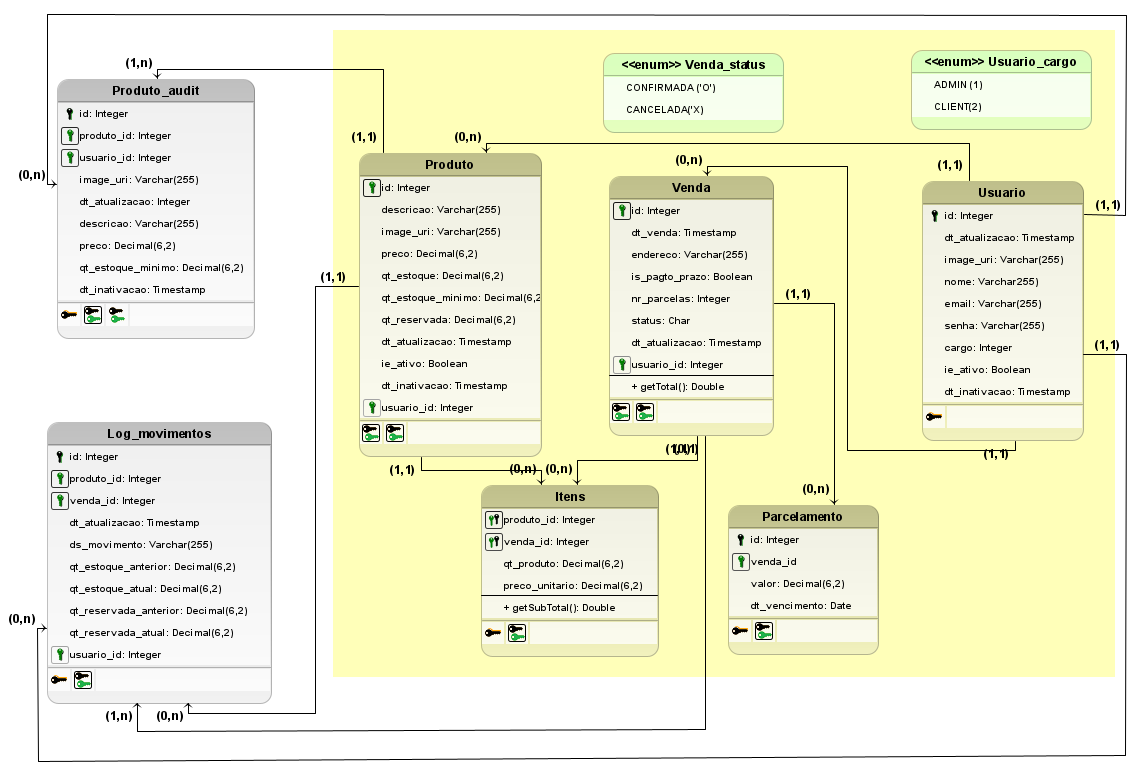 (1,n)
Produto_audit
id: Integer
produto_id: Integer
usuario_id: Integer
image_uri: Varchar(255)
dt_atualizacao: Integer
descricao: Varchar(255)
preco: Decimal(6,2)
qt_estoque_minimo: Decimal(6,2)
dt_inativacao: Timestamp
(0,n)
<<enum>> Venda_status
CONFIRMADA ('O')
CANCELADA('X)
<<enum>> Usuario_cargo
ADMIN (1)
CLIENT(2)
(1,1)
(0,n)
Produto
id: Integer
descricao: Varchar(255)
image_uri: Varchar(255)
preco: Decimal(6,2)
qt_estoque: Decimal(6,2)
qt_estoque_minimo: Decimal(6,2
qt_reservada: Decimal(6,2)
dt_atualizacao: Timestamp
ie_ativo: Boolean
dt_inativacao: Timestamp
usuario_id: Integer
(1,1)
(1,1)
(0,n)
Venda
id: Integer
dt_venda: Timestamp
endereco: Varchar(255)
is_pagto_prazo: Boolean
nr_parcelas: Integer
status: Char
dt_atualizacao: Timestamp
usuario_id: Integer
+ getTotal(): Double
(1,1)
(1,1)
Usuario
id: Integer
dt_atualizacao: Timestamp
image_uri: Varchar(255)
nome: Varchar255)
email: Varchar(255)
senha: Varchar(255)
cargo: Integer
ie_ativo: Boolean
dt_inativacao: Timestamp
(1,1)
(1,1)
(1,1)
Log_movimentos
id: Integer
produto_id: Integer
venda_id: Integer
dt_atualizacao: Timestamp
ds_movimento: Varchar(255)
qt_estoque_anterior: Decimal(6,2)
qt_estoque_atual: Decimal(6,2)
qt_reservada_anterior: Decimal(6,2)
qt_reservada_atual: Decimal(6,2)
usuario_id: Integer
(0,n)
(1,n)
(0,n)
(0,n)
(0,n)
Itens
produto_id: Integer
venda_id: Integer
qt_produto: Decimal(6,2)
preco_unitario: Decimal(6,2)
+ getSubTotal(): Double
(0,n)
Parcelamento
id: Integer
venda_id
valor: Decimal(6,2)
dt_vencimento: Date